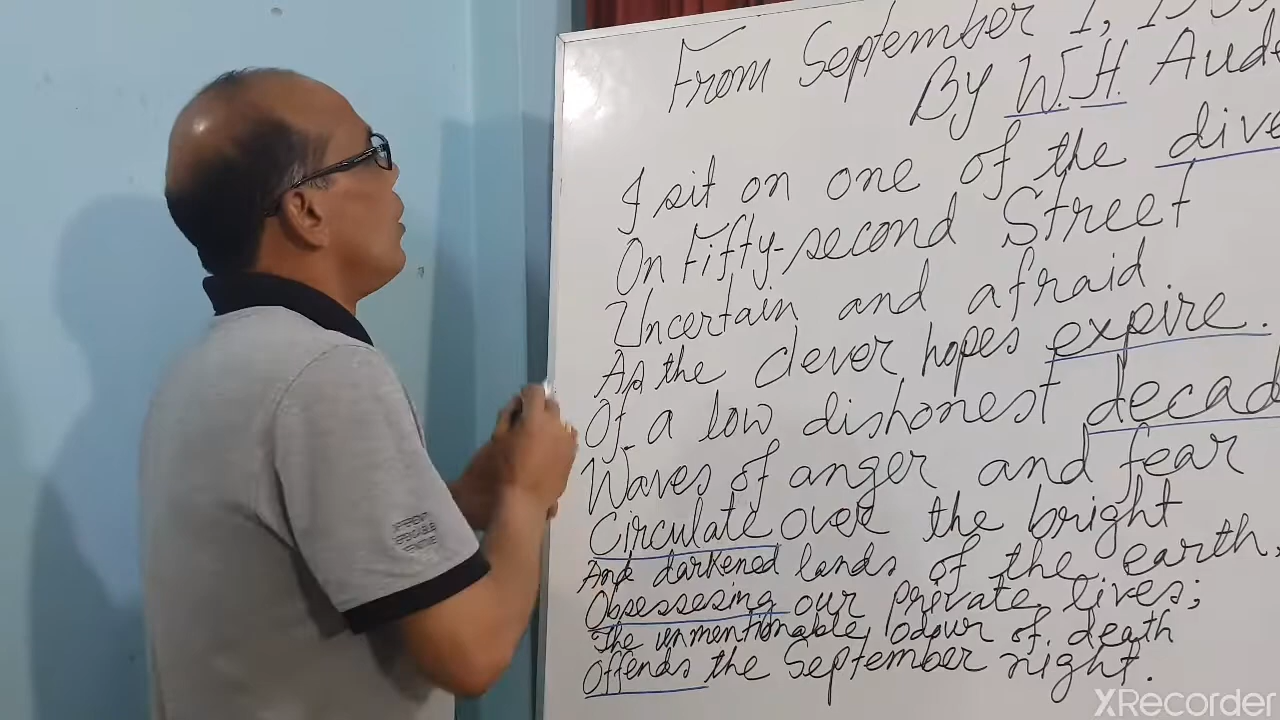 From September 1, 193
By W.H. Aude
I sit on one of the dive
On Fifty-second Street
Uncertain and afraid
As the clever hopes expire.
Of a low dishonest decad
Waves of anger and fear
Circulate over the bright
And darkened lands of the earth,
Obsessesing our private lives;
The unmentionable odour of death
Offends the September night.
XRecorder